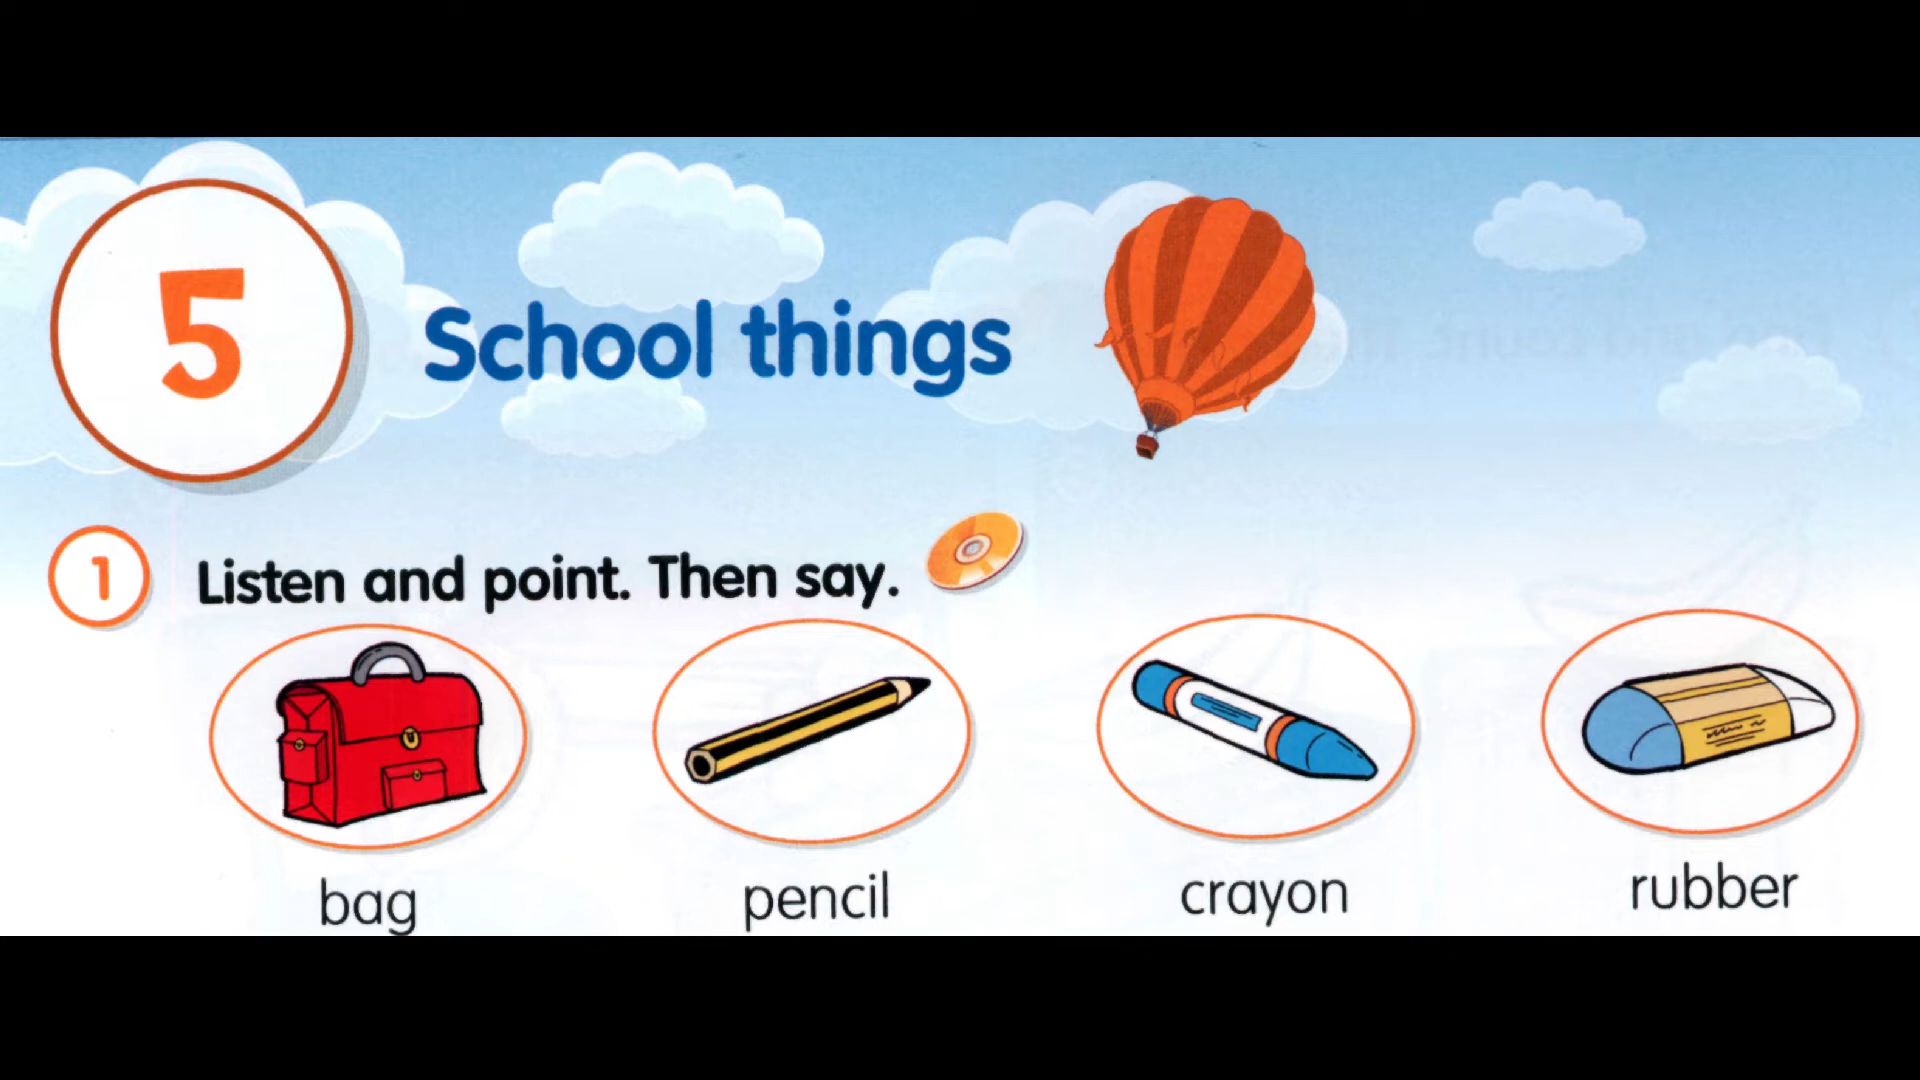 5
School things
1 Listen and point. Then say.
bag pencil crayon rubber